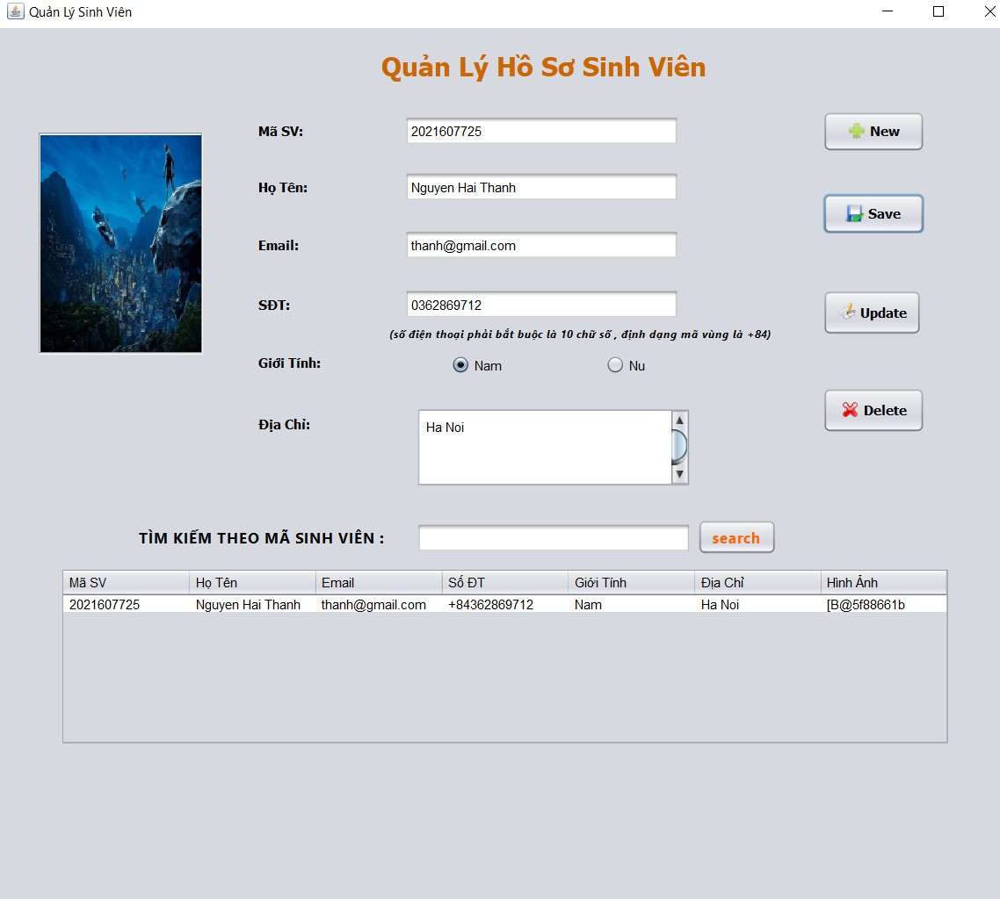 Quản Lý Sinh Viên
Quản Lý Hồ Sơ Sinh Viên
Mã SV: 2021607725 New
Họ Tên: Nguyen Hai Thanh
Save
Email: thanh@gmail.com
SĐT: 0362869712 Update
(số điện thoại phải bắt buộc là 10 chữ số , định dạng mã vùng là +84)
Giới Tính: Nam Nu
Delete
Địa Chỉ: Ha Noi
TÌM KIẾM THEO MÃ SINH VIÊN : search
Mã SV Họ Tên Email Số ĐT Giới Tính Địa Chỉ Hình Ảnh
2021607725 Nguyen Hai Thanh thanh@gmail.com +84362869712 Nam Ha Noi [B@5f88661b